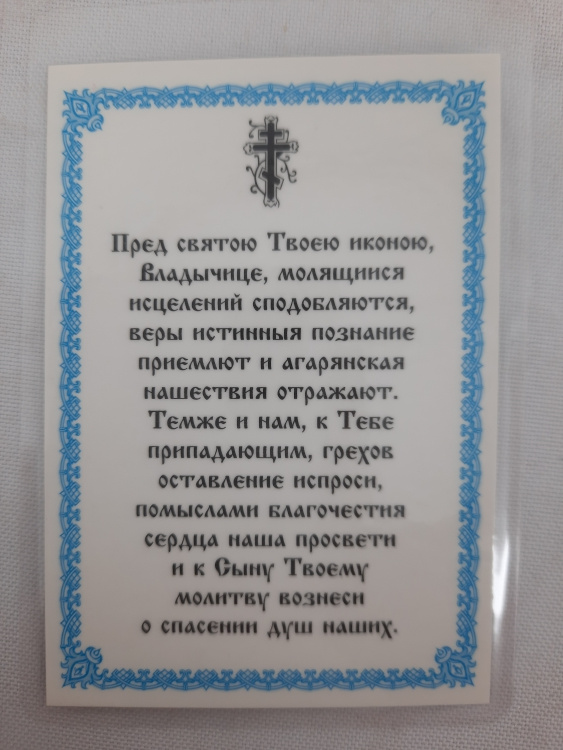 Пред святою Твоею иконою,
Владычице, молящиися
исцелений сподобляются,
веры истинныя познание
приемлют и агарянская
нашествия отражают.
Темже и нам, к Тебе
припадающим, грехов
оставление испроси,
помыслами благочестия
сердца наша просвети
и к Сыну Твоему
молитву вознеси
о спасении душ наших.